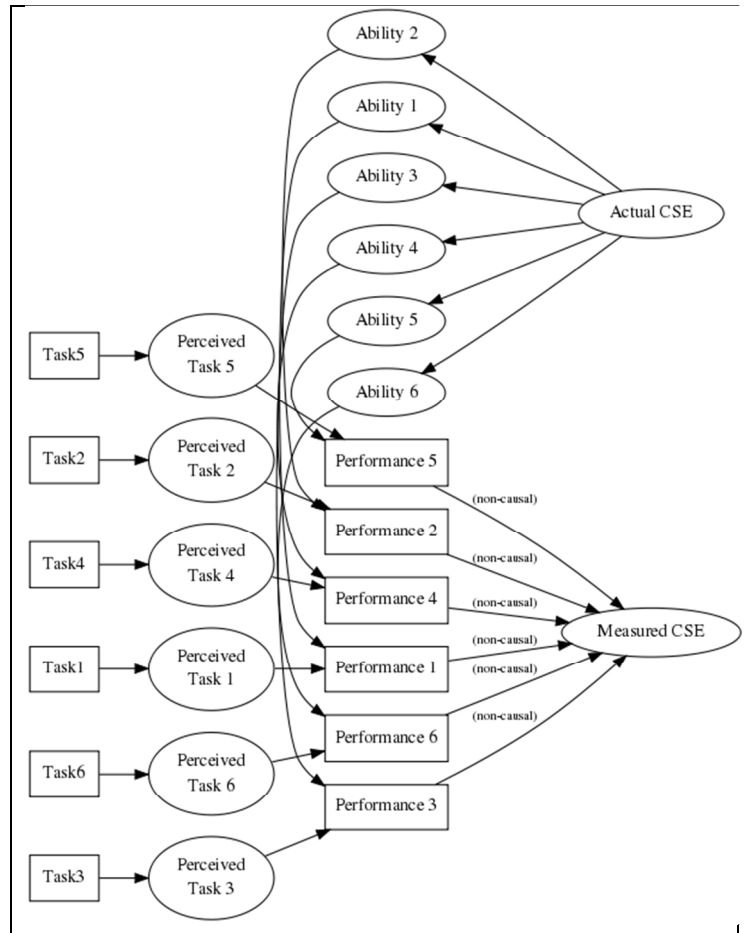 Ability 2
Ability 1
Ability 3
Actual CSE
Ability 4
Ability 5
Ability 6
Task5
Perceived
Task 5
Task2
Perceived
Task 2
Task4
Perceived
Task 4
Task1
Perceived
Task 1
Task6
Perceived
Task 6
Task3
Perceived
Task 3
Performance 5
Performance 2
Performance 4
Performance 1
Performance 6
Performance 3
(non-causal)
(non-causal)
(non-causal)
(non-causal)
(non-causal)
(non-causal)
Measured CSE